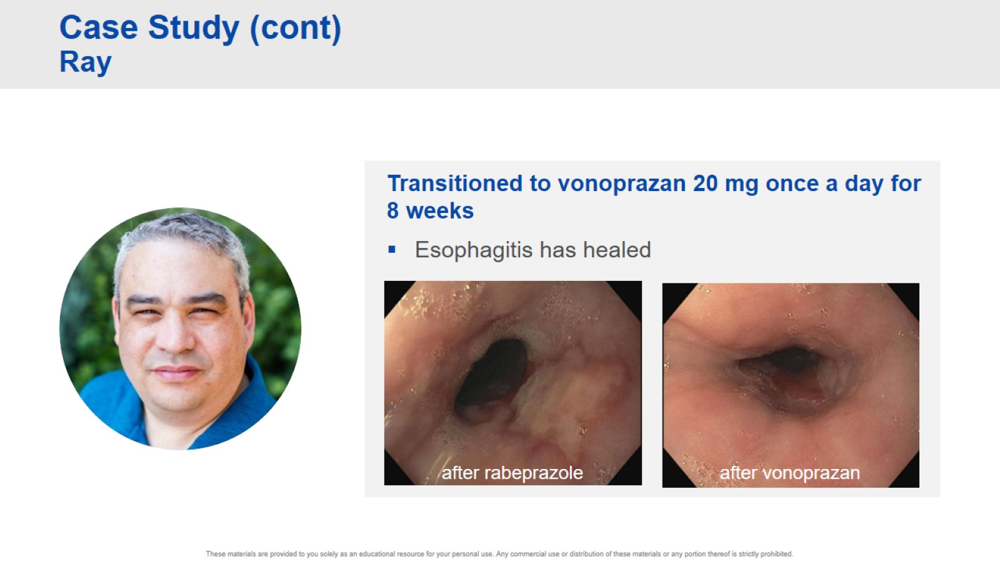 Case Study (cont)
Ray
Transitioned to vonoprazan 20 mg once a day for
8 weeks
▪ Esophagitis has healed
after rabeprazole
after vonoprazan
These materials are provided to you solely as an educational resource for your personal use. Any commercial use or distribution of these materials or any portion thereof is strictly prohibited.